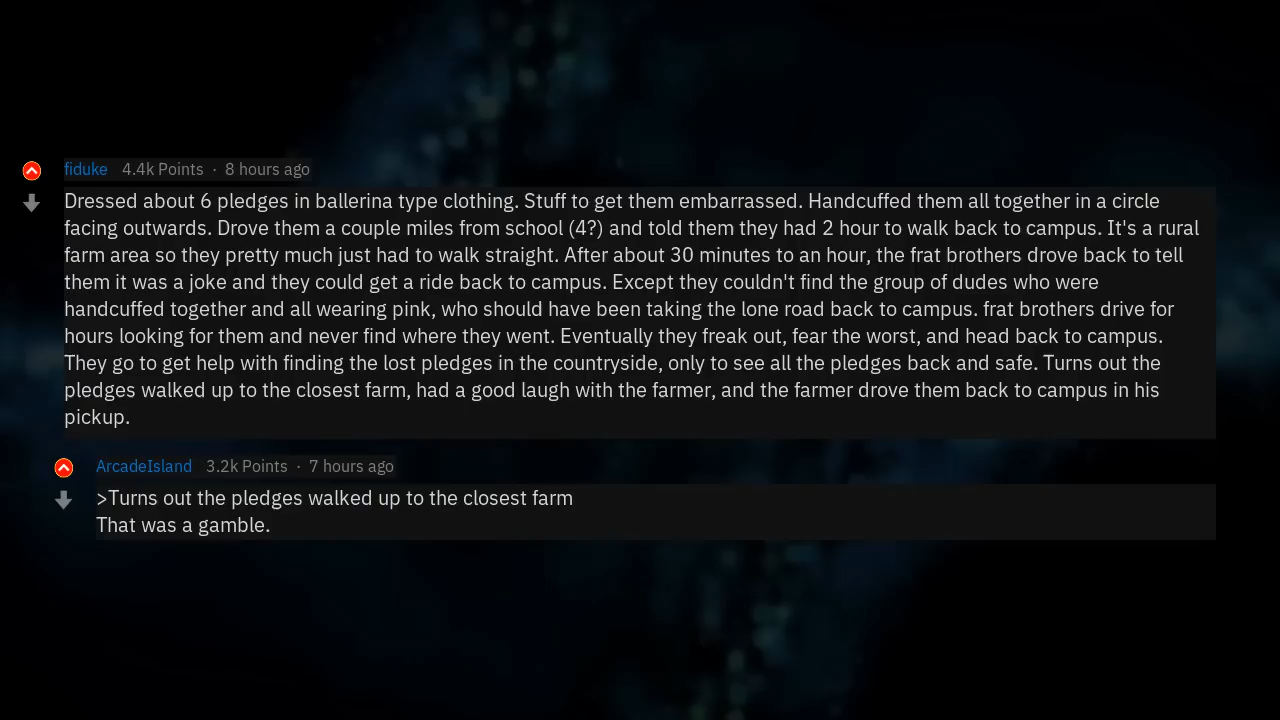 fiduke 4.4k Points · 8 hours ago
Dressed about 6 pledges in ballerina type clothing. Stuff to get them embarrassed. Handcuffed them all together in a circle
facing outwards. Drove them a couple miles from school (4?) and told them they had 2 hour to walk back to campus. It's a rural
farm area so they pretty much just had to walk straight. After about 30 minutes to an hour, the frat brothers drove back to tell
them it was a joke and they could get a ride back to campus. Except they couldn't find the group of dudes who were
handcuffed together and all wearing pink, who should have been taking the lone road back to campus. frat brothers drive for
hours looking for them and never find where they went. Eventually they freak out, fear the worst, and head back to campus.
They go to get help with finding the lost pledges in the countryside, only to see all the pledges back and safe. Turns out the
pledges walked up to the closest farm, had a good laugh with the farmer, and the farmer drove them back to campus in his
pickup.
ArcadeIsland 3.2k Points · 7 hours ago
>Turns out the pledges walked up to the closest farm
That was a gamble.